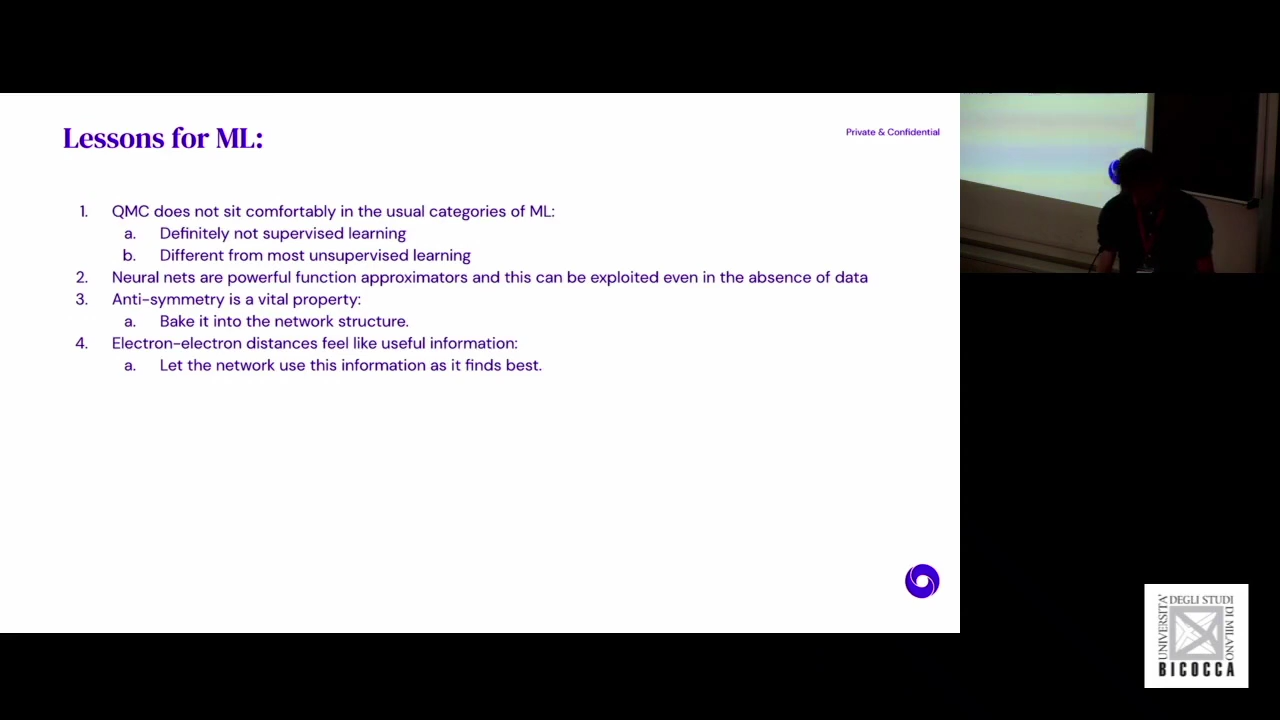 Lessons for ML:
Private & Confidential
1. QMC does not sit comfortably in the usual categories of ML:
a. Definitely not supervised learning
b. Different from most unsupervised learning
2. Neural nets are powerful function approximators and this can be exploited even in the absence of data
3. Anti-symmetry is a vital property:
a. Bake it into the network structure.
4. Electron-electron distances feel like useful information:
a. Let the network use this information as it finds best.
UNIVERSITA'
DEGLI STUDI
DI MILANO
BICOCCA